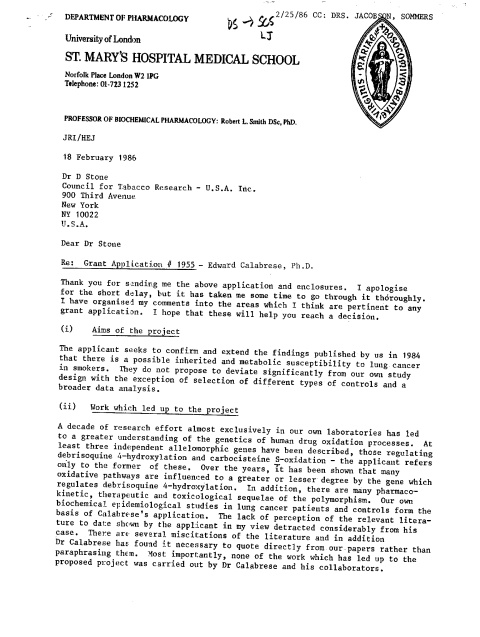 DEPARTMENT OF PHARMACOLOGY
DS → SCS 2/25/86 CC: DRS. JACOBSON, SOMMERS
LJ
University of London
ST. MARY'S HOSPITAL MEDICAL SCHOOL
Norfolk Place London W2 1PG
Telephone: 01-723 1252
VIRGINIS MARIAE NOSOCOMIUM BEATAE
PROFESSOR OF BIOCHEMICAL PHARMACOLOGY: Robert L. Smith DSc, PhD.
JRI/HEJ
18 February 1986
Dr D Stone
Council for Tobacco Research - U.S.A. Inc.
900 Third Avenue
New York
NY 10022
U.S.A.
Dear Dr Stone
Re: Grant Application # 1955 - Edward Calabrese, Ph.D.
Thank you for sending me the above application and enclosures. I apologise
for the short delay, but it has taken me some time to go through it thoroughly.
I have organised my comments into the areas which I think are pertinent to any
grant application. I hope that these will help you reach a decision.
(i) Aims of the project
The applicant seeks to confirm and extend the findings published by us in 1984
that there is a possible inherited and metabolic susceptibility to lung cancer
in smokers. They do not propose to deviate significantly from our own study
design with the exception of selection of different types of controls and a
broader data analysis.
(ii) Work which led up to the project
A decade of research effort almost exclusively in our own laboratories has led
to a greater understanding of the genetics of human drug oxidation processes. At
least three independent allelomorphic genes have been described, those regulating
debrisoquine 4-hydroxylation and carbocisteine S-oxidation - the applicant refers
only to the former of these. Over the years, it has been shown that many
oxidative pathways are influenced to a greater or lesser degree by the gene which
regulates debrisoquine 4-hydroxylation. In addition, there are many pharmaco-
kinetic, therapeutic and toxicological sequelae of the polymorphism. Our own
biochemical epidemiological studies in lung cancer patients and controls form the
basis of Calabrese's application. The lack of perception of the relevant litera-
ture to date shown by the applicant in my view detracted considerably from his
case. There are several miscitations of the literature and in addition
Dr Calabrese has found it necessary to quote directly from our papers rather than
paraphrasing them. Most importantly, none of the work which has led up to the
proposed project was carried out by Dr Calabrese and his collaborators.